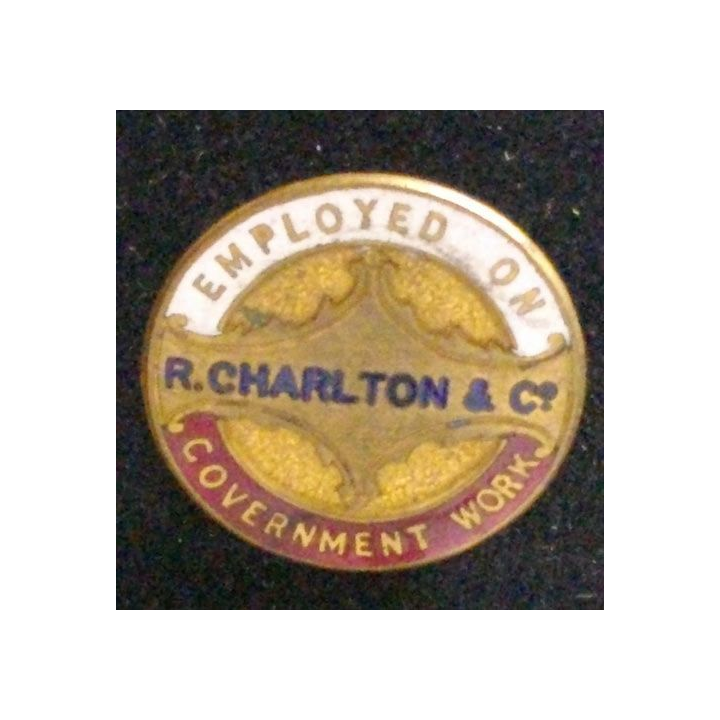 EMPLOYED ON
R. CHARLTON & Co
GOVERNMENT WORK